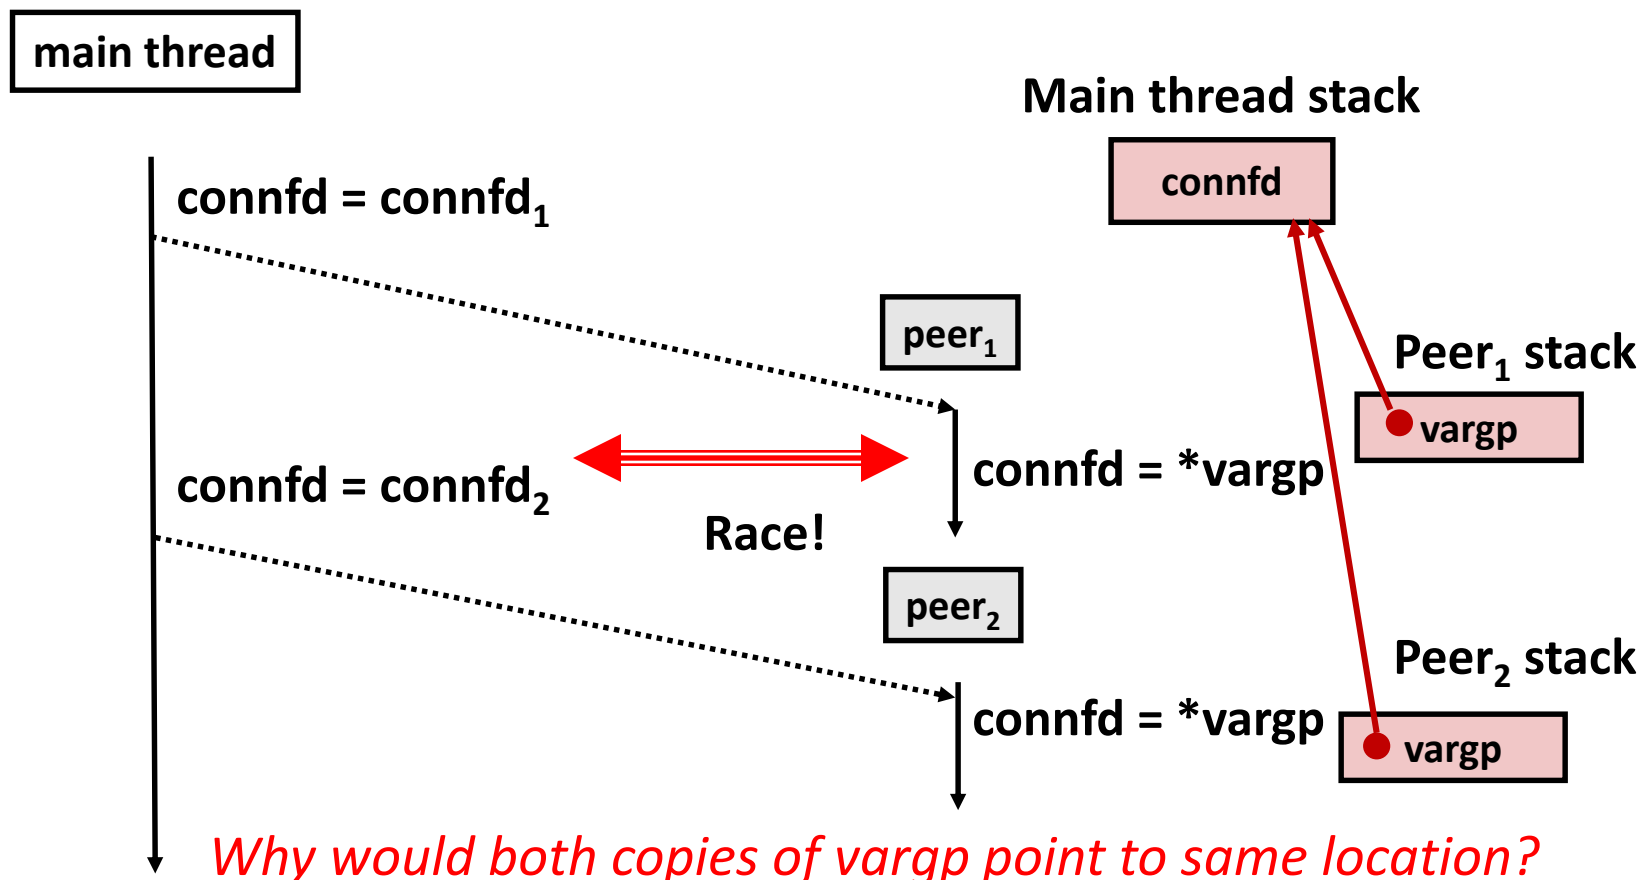 main thread
Main thread stack
connfd
connfd = connfd₁
peer₁
Peer₁ stack
vargp
connfd = *vargp
connfd = connfd₂
Race!
peer₂
Peer₂ stack
connfd = *vargp
vargp
Why would both copies of vargp point to same location?